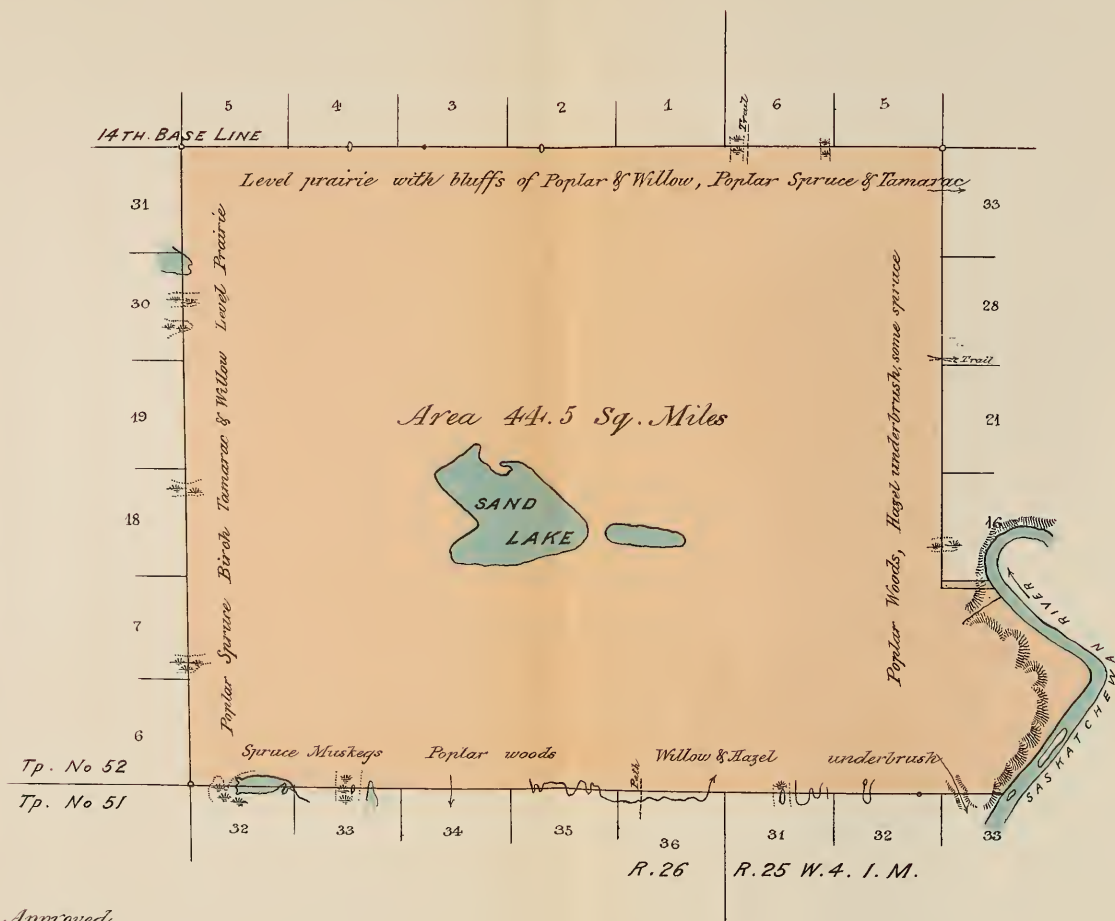 5 4 3 2 1 6 5
Trail
14TH. BASE LINE
Level prairie with bluffs of Poplar & Willow, Poplar Spruce & Tamarac
31
30
19
18
7
6
Poplar Spruce Birch Tamarac & Willow Level Prairie
Area 44.5 Sq. Miles
SAND
LAKE
Poplar Woods, Hazel underbrush, some spruce
33
28
Trail
21
16
SASKATCHEWAN RIVER
Spruce Muskegs Poplar woods Willow & Hazel underbrush
Path
Tp. No 52
Tp. No 51
32 33 34 35 36 31 32 33
R. 26 R. 25 W. 4. I. M.
Approved